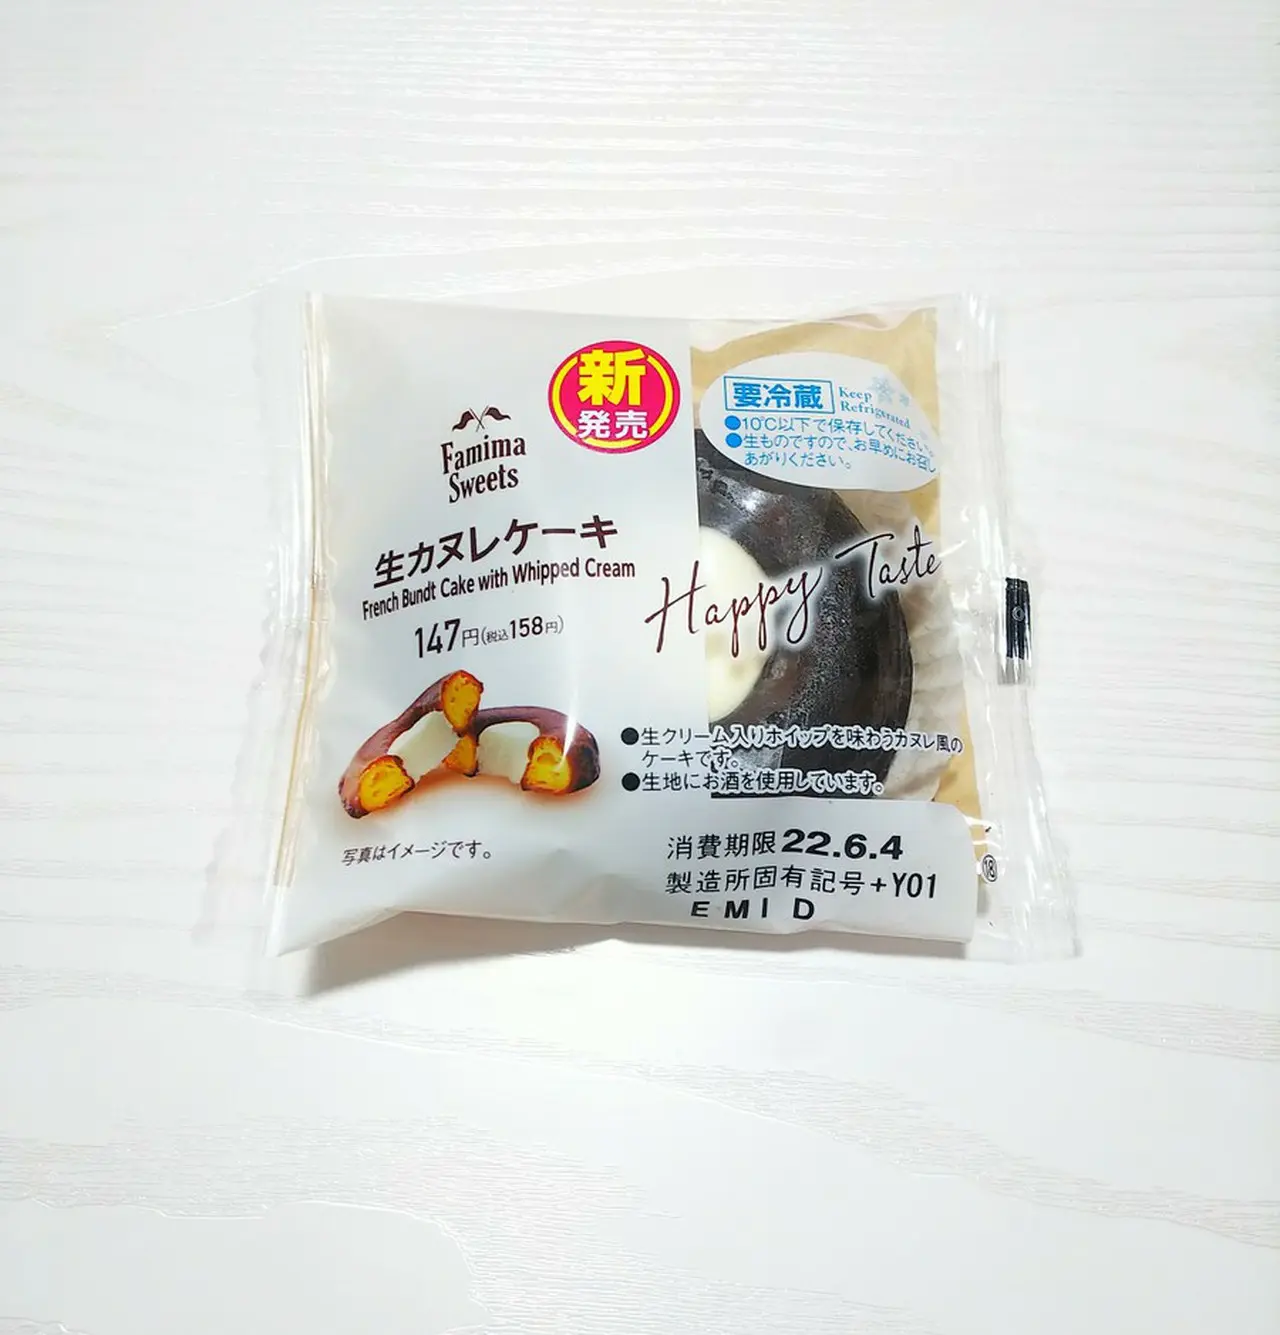 新
発売
Famima
Sweets
生カヌレケーキ
French Bundt Cake with Whipped Cream
147円(税込158円)
写真はイメージです。
要冷蔵
Keep
Refrigerated
●10℃以下で保存してください。
●生ものですので、お早めにお召し
あがりください。
Happy Taste
●生クリーム入りホイップを味わうカヌレ風の
ケーキです。
●生地にお酒を使用しています。
消費期限 22.6.4
製造所固有記号+Y01
EMID
⑱